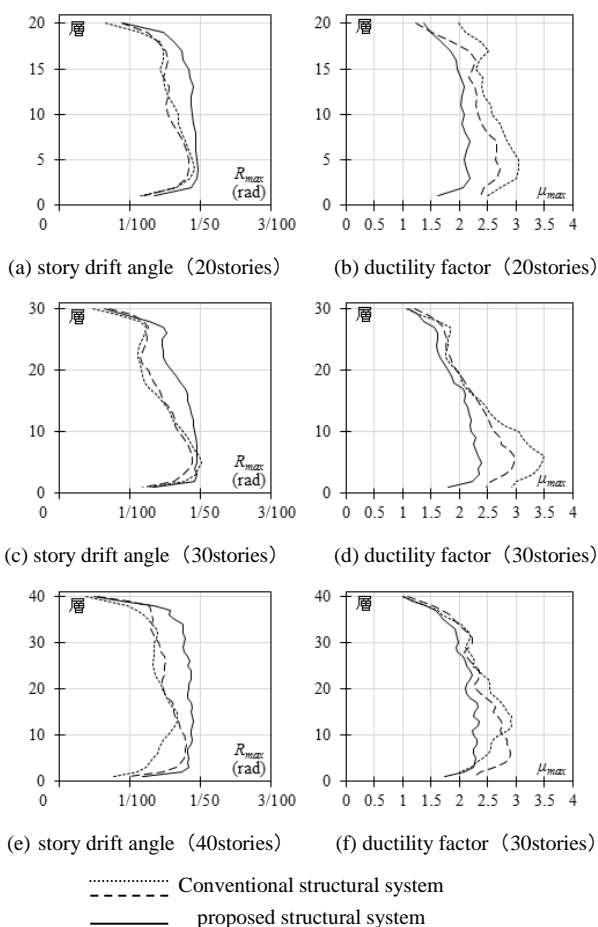 20
層
15
10
5
R_max
(rad)
0
0
1/100
1/50
3/100
20
層
15
10
5
μ_max
0
0 0.5 1 1.5 2 2.5 3 3.5 4
(a) story drift angle（20stories）
(b) ductility factor（20stories）
30
層
20
10
R_max
(rad)
0
0
1/100
1/50
3/100
30
層
20
10
μ_max
0
0 0.5 1 1.5 2 2.5 3 3.5 4
(c) story drift angle（30stories）
(d) ductility factor（30stories）
40
層
30
20
10
R_max
(rad)
0
0
1/100
1/50
3/100
40
層
30
20
10
μ_max
0
0 0.5 1 1.5 2 2.5 3 3.5 4
(e) story drift angle（40stories）
(f) ductility factor（30stories）
Conventional structural system
proposed structural system